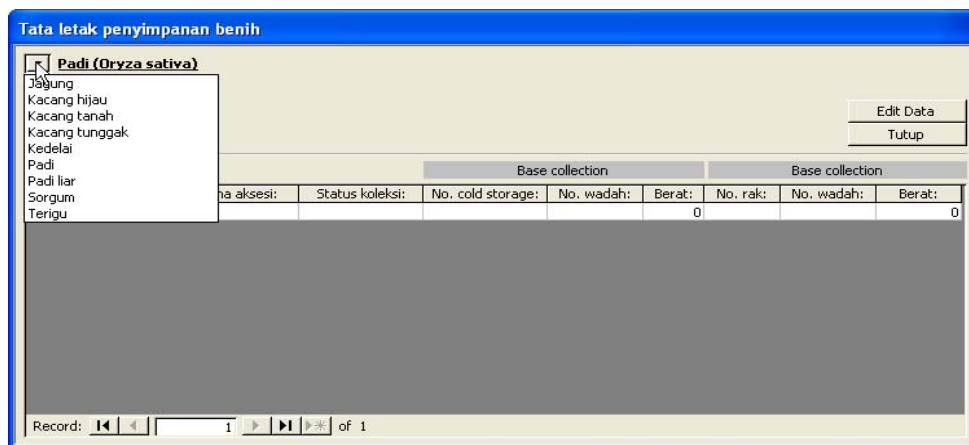 Tata letak penyimpanan benih
Padi (Oryza sativa)
Jagung
Kacang hijau
Kacang tanah
Kacang tunggak
Kedelai
Padi
Padi liar
Sorgum
Terigu
Edit Data
Tutup
Base collection Base collection
aksesi: Status koleksi: No. cold storage: No. wadah: Berat: No. rak: No. wadah: Berat:
0 0
Record: 1 of 1